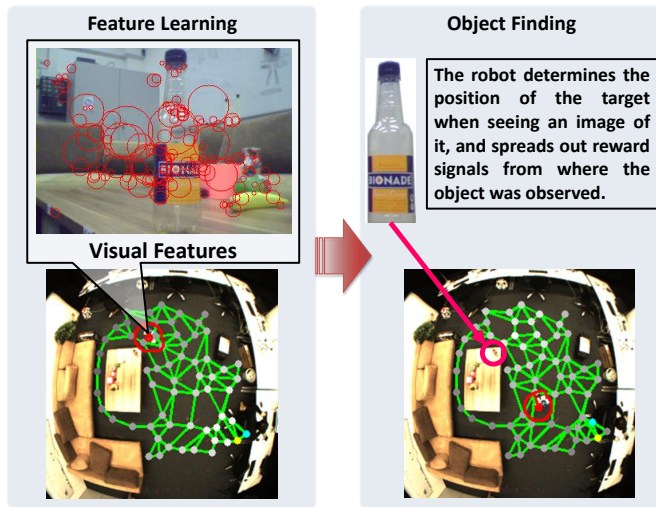 Feature Learning
BIONADE
Visual Features
Object Finding
BIONADE
The robot determines the
position of the target
when seeing an image of
it, and spreads out reward
signals from where the
object was observed.